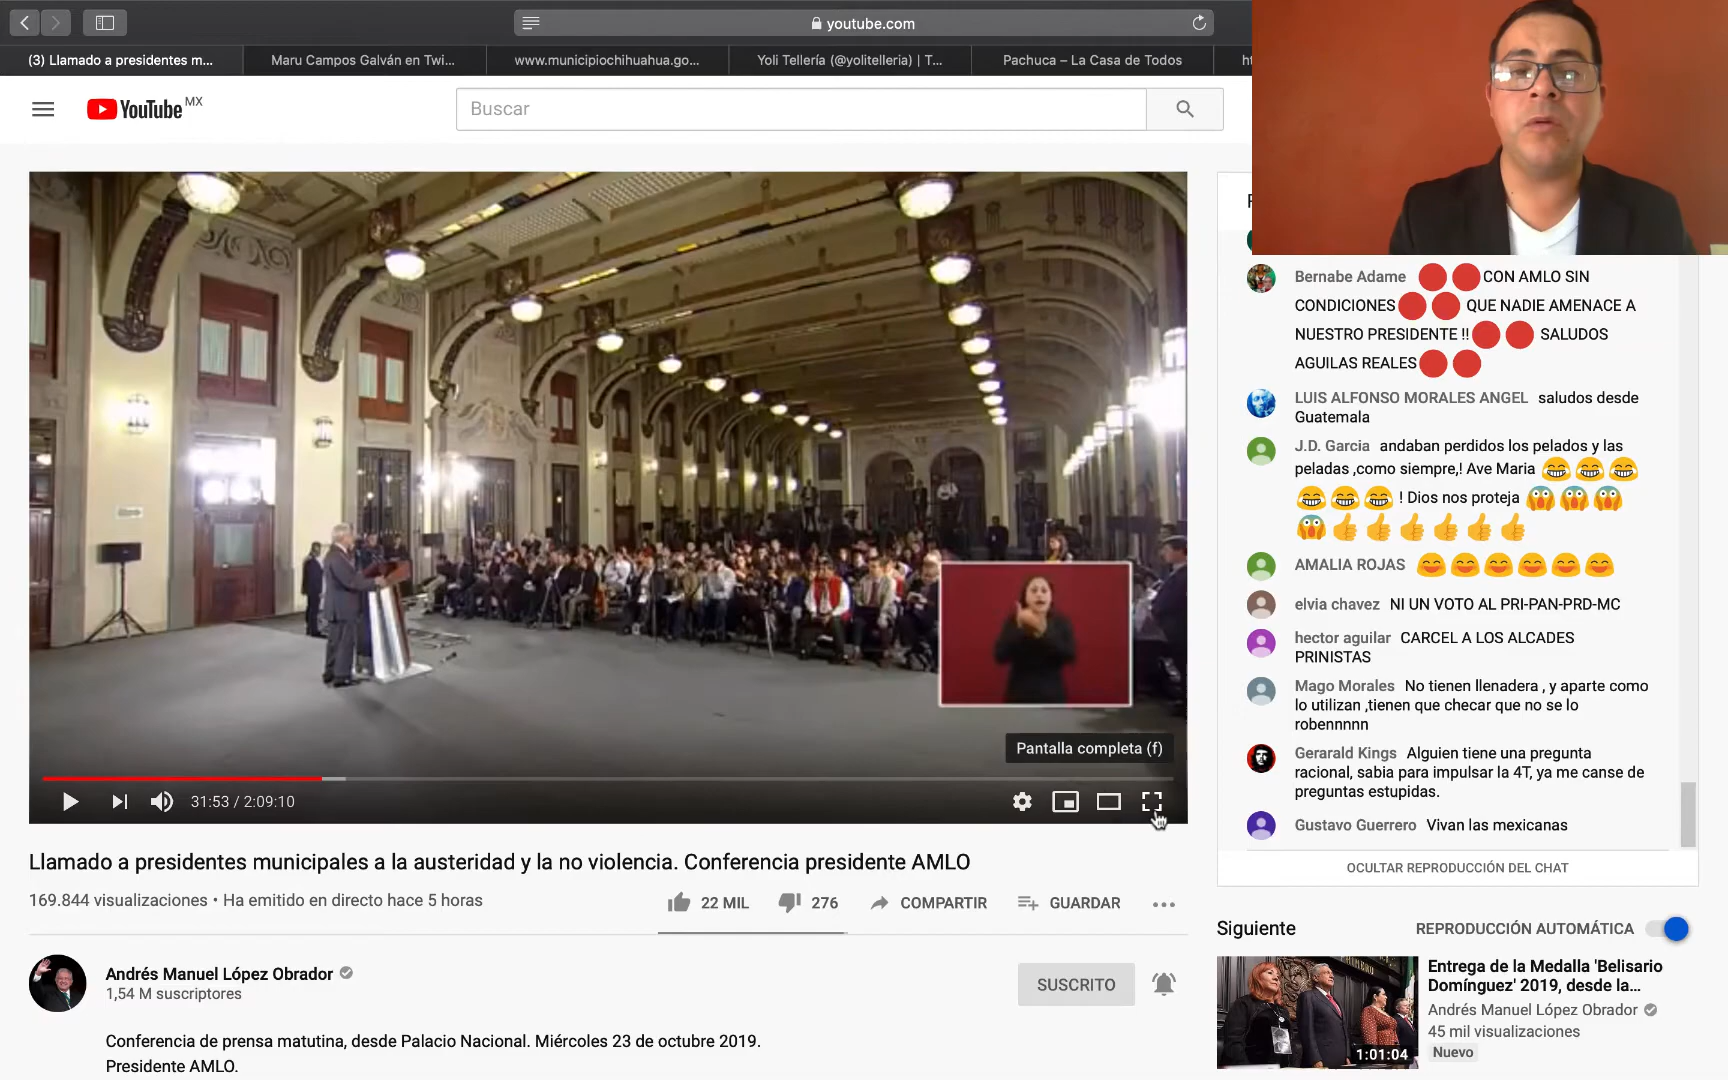 youtube.com
(3) Llamado a presidentes m...
Maru Campos Galván en Twi...
www.municipiochihuahua.go...
Yoli Tellería (@yolitelleria) | T...
Pachuca – La Casa de Todos
YouTube MX
Buscar
Bernabe Adame 🔴 🔴 CON AMLO SIN
CONDICIONES 🔴 🔴 QUE NADIE AMENACE A
NUESTRO PRESIDENTE !! 🔴 🔴 SALUDOS
AGUILAS REALES 🔴 🔴
LUIS ALFONSO MORALES ANGEL saludos desde
Guatemala
J.D. Garcia andaban perdidos los pelados y las
peladas ,como siempre,! Ave Maria 😂 😂 😂
😂 😂 😂 ! Dios nos proteja 😱 😱 😱
😱 👍 👍 👍 👍 👍 👍
AMALIA ROJAS 😄 😄 😄 😄 😄 😄
elvia chavez NI UN VOTO AL PRI-PAN-PRD-MC
hector aguilar CARCEL A LOS ALCADES
PRINISTAS
Mago Morales No tienen llenadera , y aparte como
lo utilizan ,tienen que checar que no se lo
robennnnn
Gerarald Kings Alguien tiene una pregunta
racional, sabia para impulsar la 4T, ya me canse de
preguntas estupidas.
Gustavo Guerrero Vivan las mexicanas
OCULTAR REPRODUCCIÓN DEL CHAT
Pantalla completa (f)
31:53 / 2:09:10
Llamado a presidentes municipales a la austeridad y la no violencia. Conferencia presidente AMLO
169.844 visualizaciones • Ha emitido en directo hace 5 horas
22 MIL
276
COMPARTIR
GUARDAR
Andrés Manuel López Obrador
1,54 M suscriptores
SUSCRITO
Conferencia de prensa matutina, desde Palacio Nacional. Miércoles 23 de octubre 2019.
Presidente AMLO.
Siguiente
REPRODUCCIÓN AUTOMÁTICA
Entrega de la Medalla 'Belisario
Domínguez' 2019, desde la...
Andrés Manuel López Obrador
45 mil visualizaciones
Nuevo
1:01:04